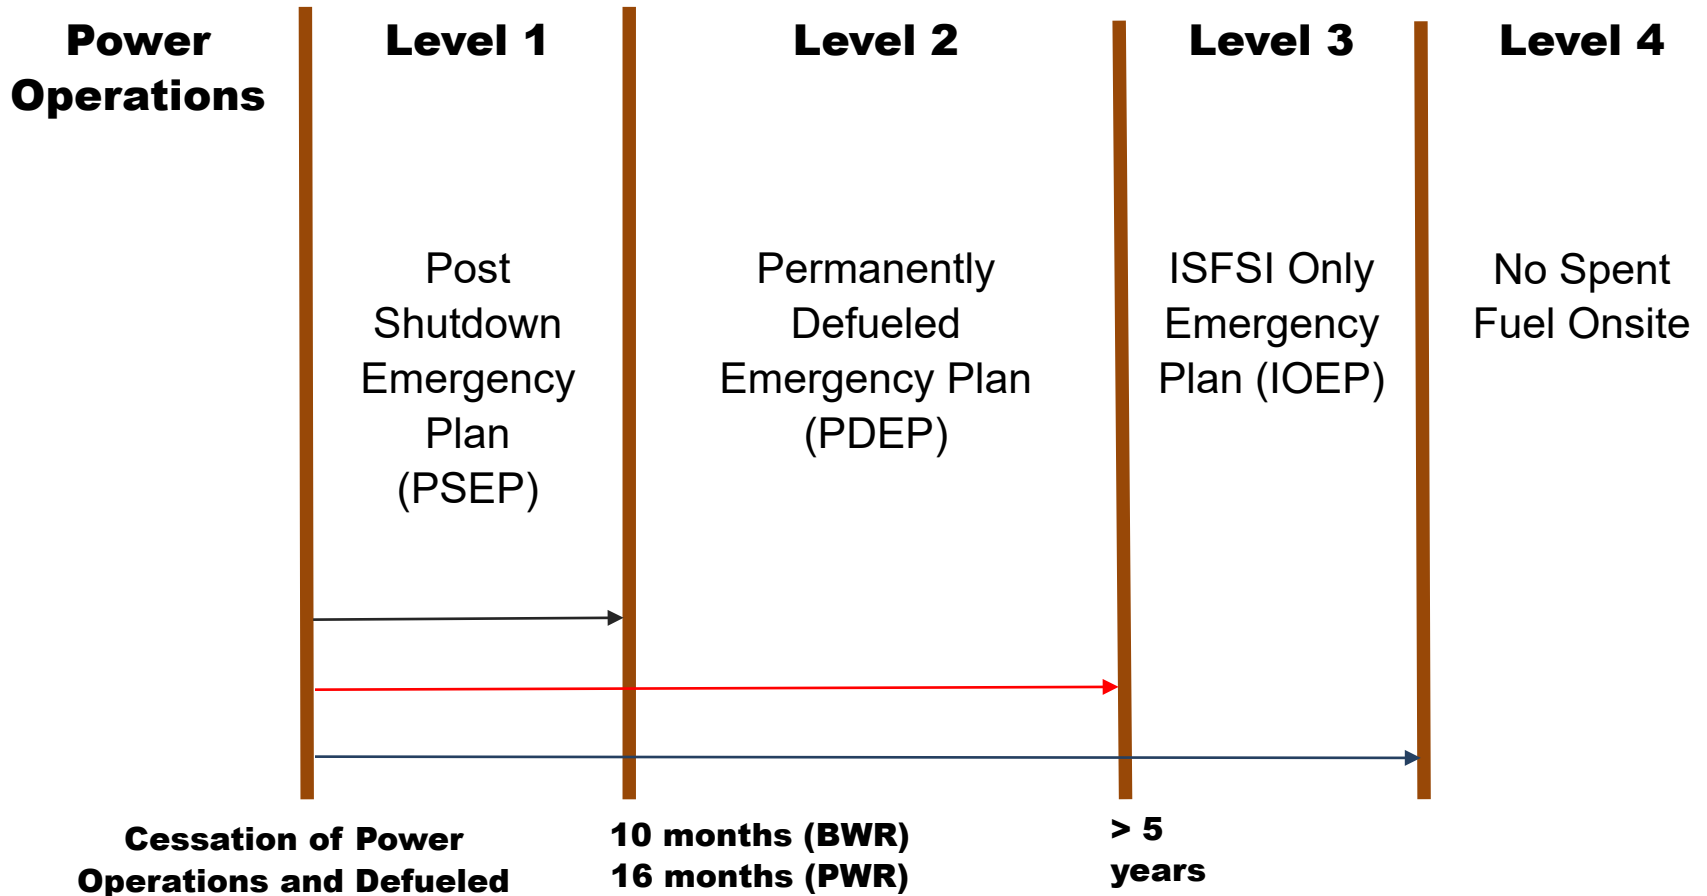 Power
Operations
Level 1
Level 2
Level 3
Level 4
Post
Shutdown
Emergency
Plan
(PSEP)
Permanently
Defueled
Emergency Plan
(PDEP)
ISFSI Only
Emergency
Plan (IOEP)
No Spent
Fuel Onsite
Cessation of Power
Operations and Defueled
10 months (BWR)
16 months (PWR)
> 5
years